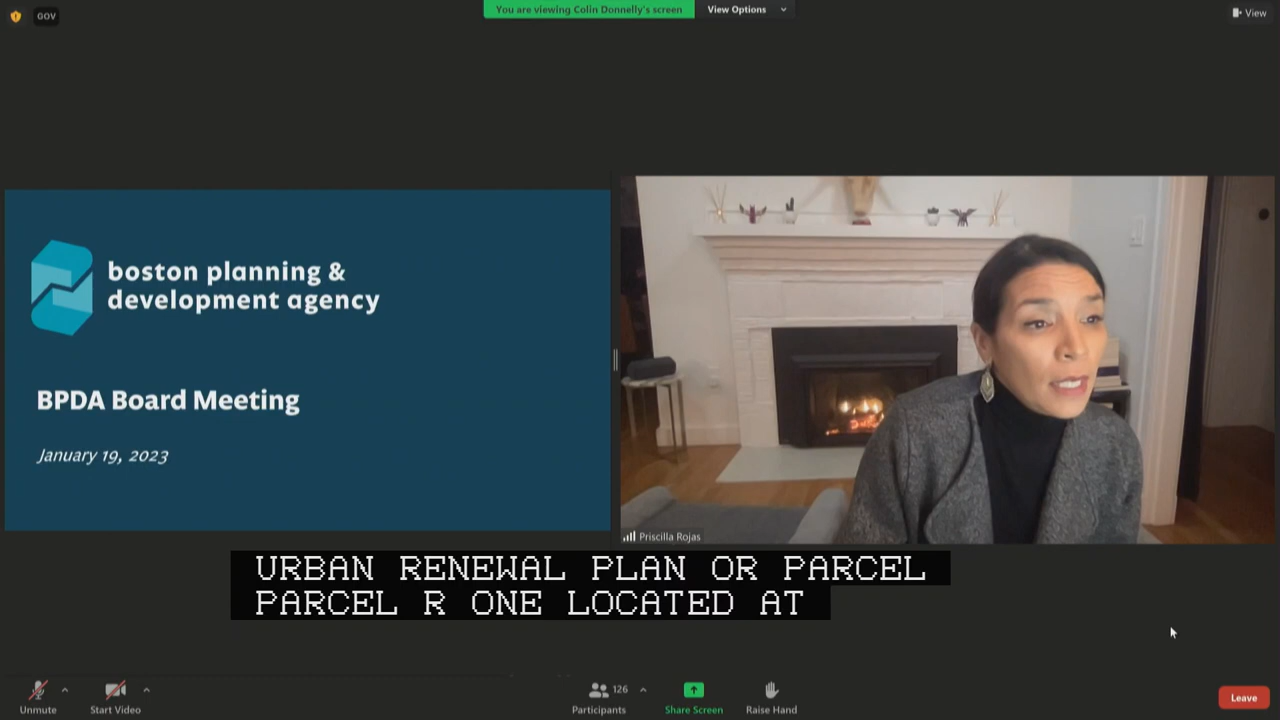 GOV
You are viewing Colin Donnelly's screen
View Options
View
boston planning &
development agency
BPDA Board Meeting
January 19, 2023
Priscilla Rojas
URBAN RENEWAL PLAN OR PARCEL
PARCEL R ONE LOCATED AT
Unmute
Start Video
126
Participants
Share Screen
Raise Hand
Leave